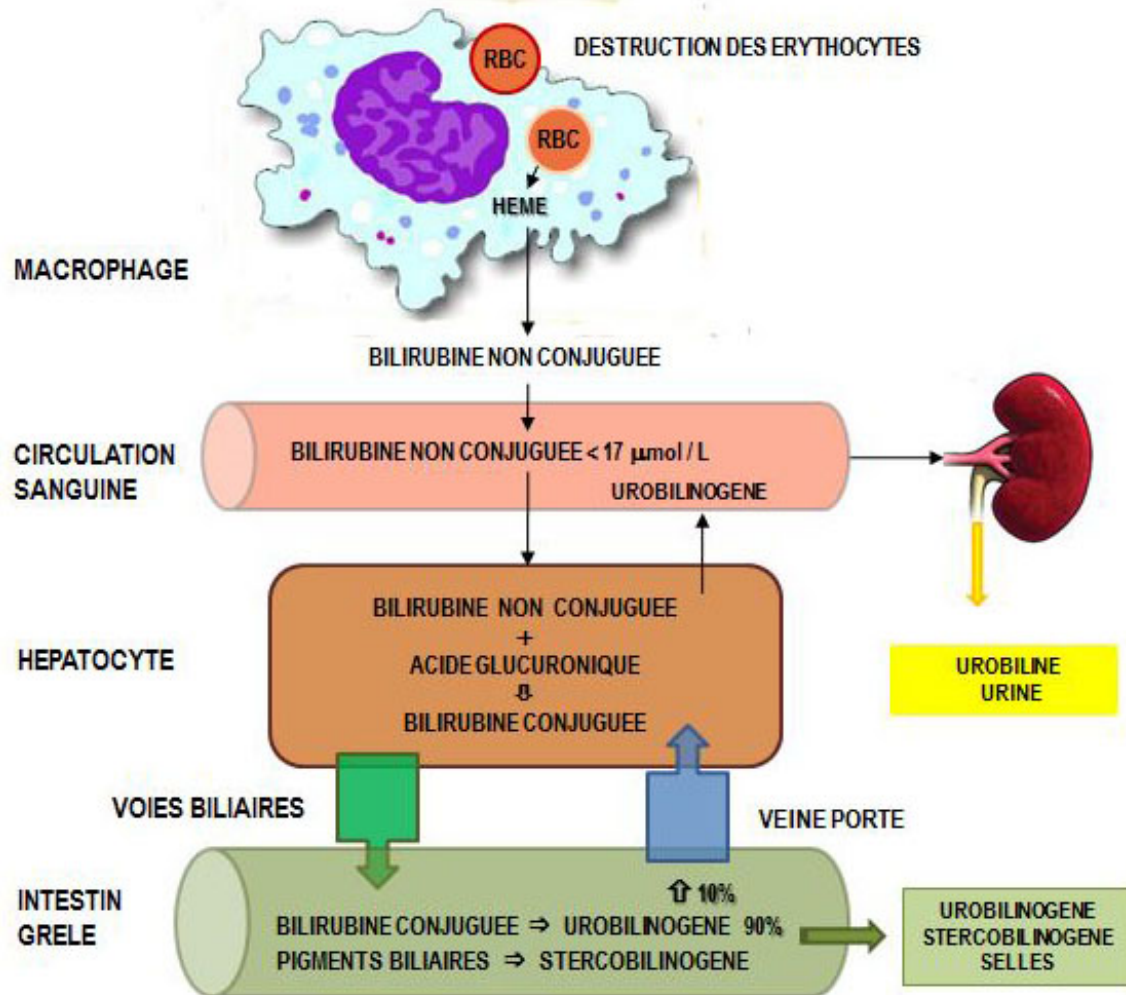 RBC
DESTRUCTION DES ERYTHOCYTES
RBC
HEME
MACROPHAGE
BILIRUBINE NON CONJUGUEE
CIRCULATION
SANGUINE
BILIRUBINE NON CONJUGUEE < 17 µmol / L
UROBILINOGENE
HEPATOCYTE
BILIRUBINE NON CONJUGUEE
+
ACIDE GLUCURONIQUE
⇩
BILIRUBINE CONJUGUEE
UROBILINE
URINE
VOIES BILIAIRES
VEINE PORTE
INTESTIN
GRELE
⇧ 10%
BILIRUBINE CONJUGUEE ⇒ UROBILINOGENE 90%
PIGMENTS BILIAIRES ⇒ STERCOBILINOGENE
UROBILINOGENE
STERCOBILINOGENE
SELLES